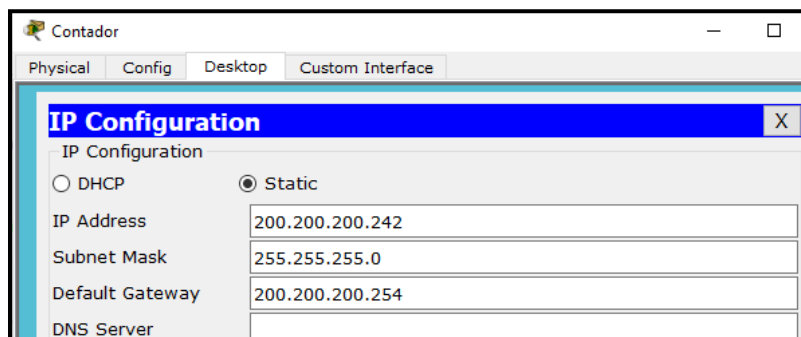 Contador
Physical Config Desktop Custom Interface
IP Configuration X
IP Configuration
DHCP Static
IP Address 200.200.200.242
Subnet Mask 255.255.255.0
Default Gateway 200.200.200.254
DNS Server